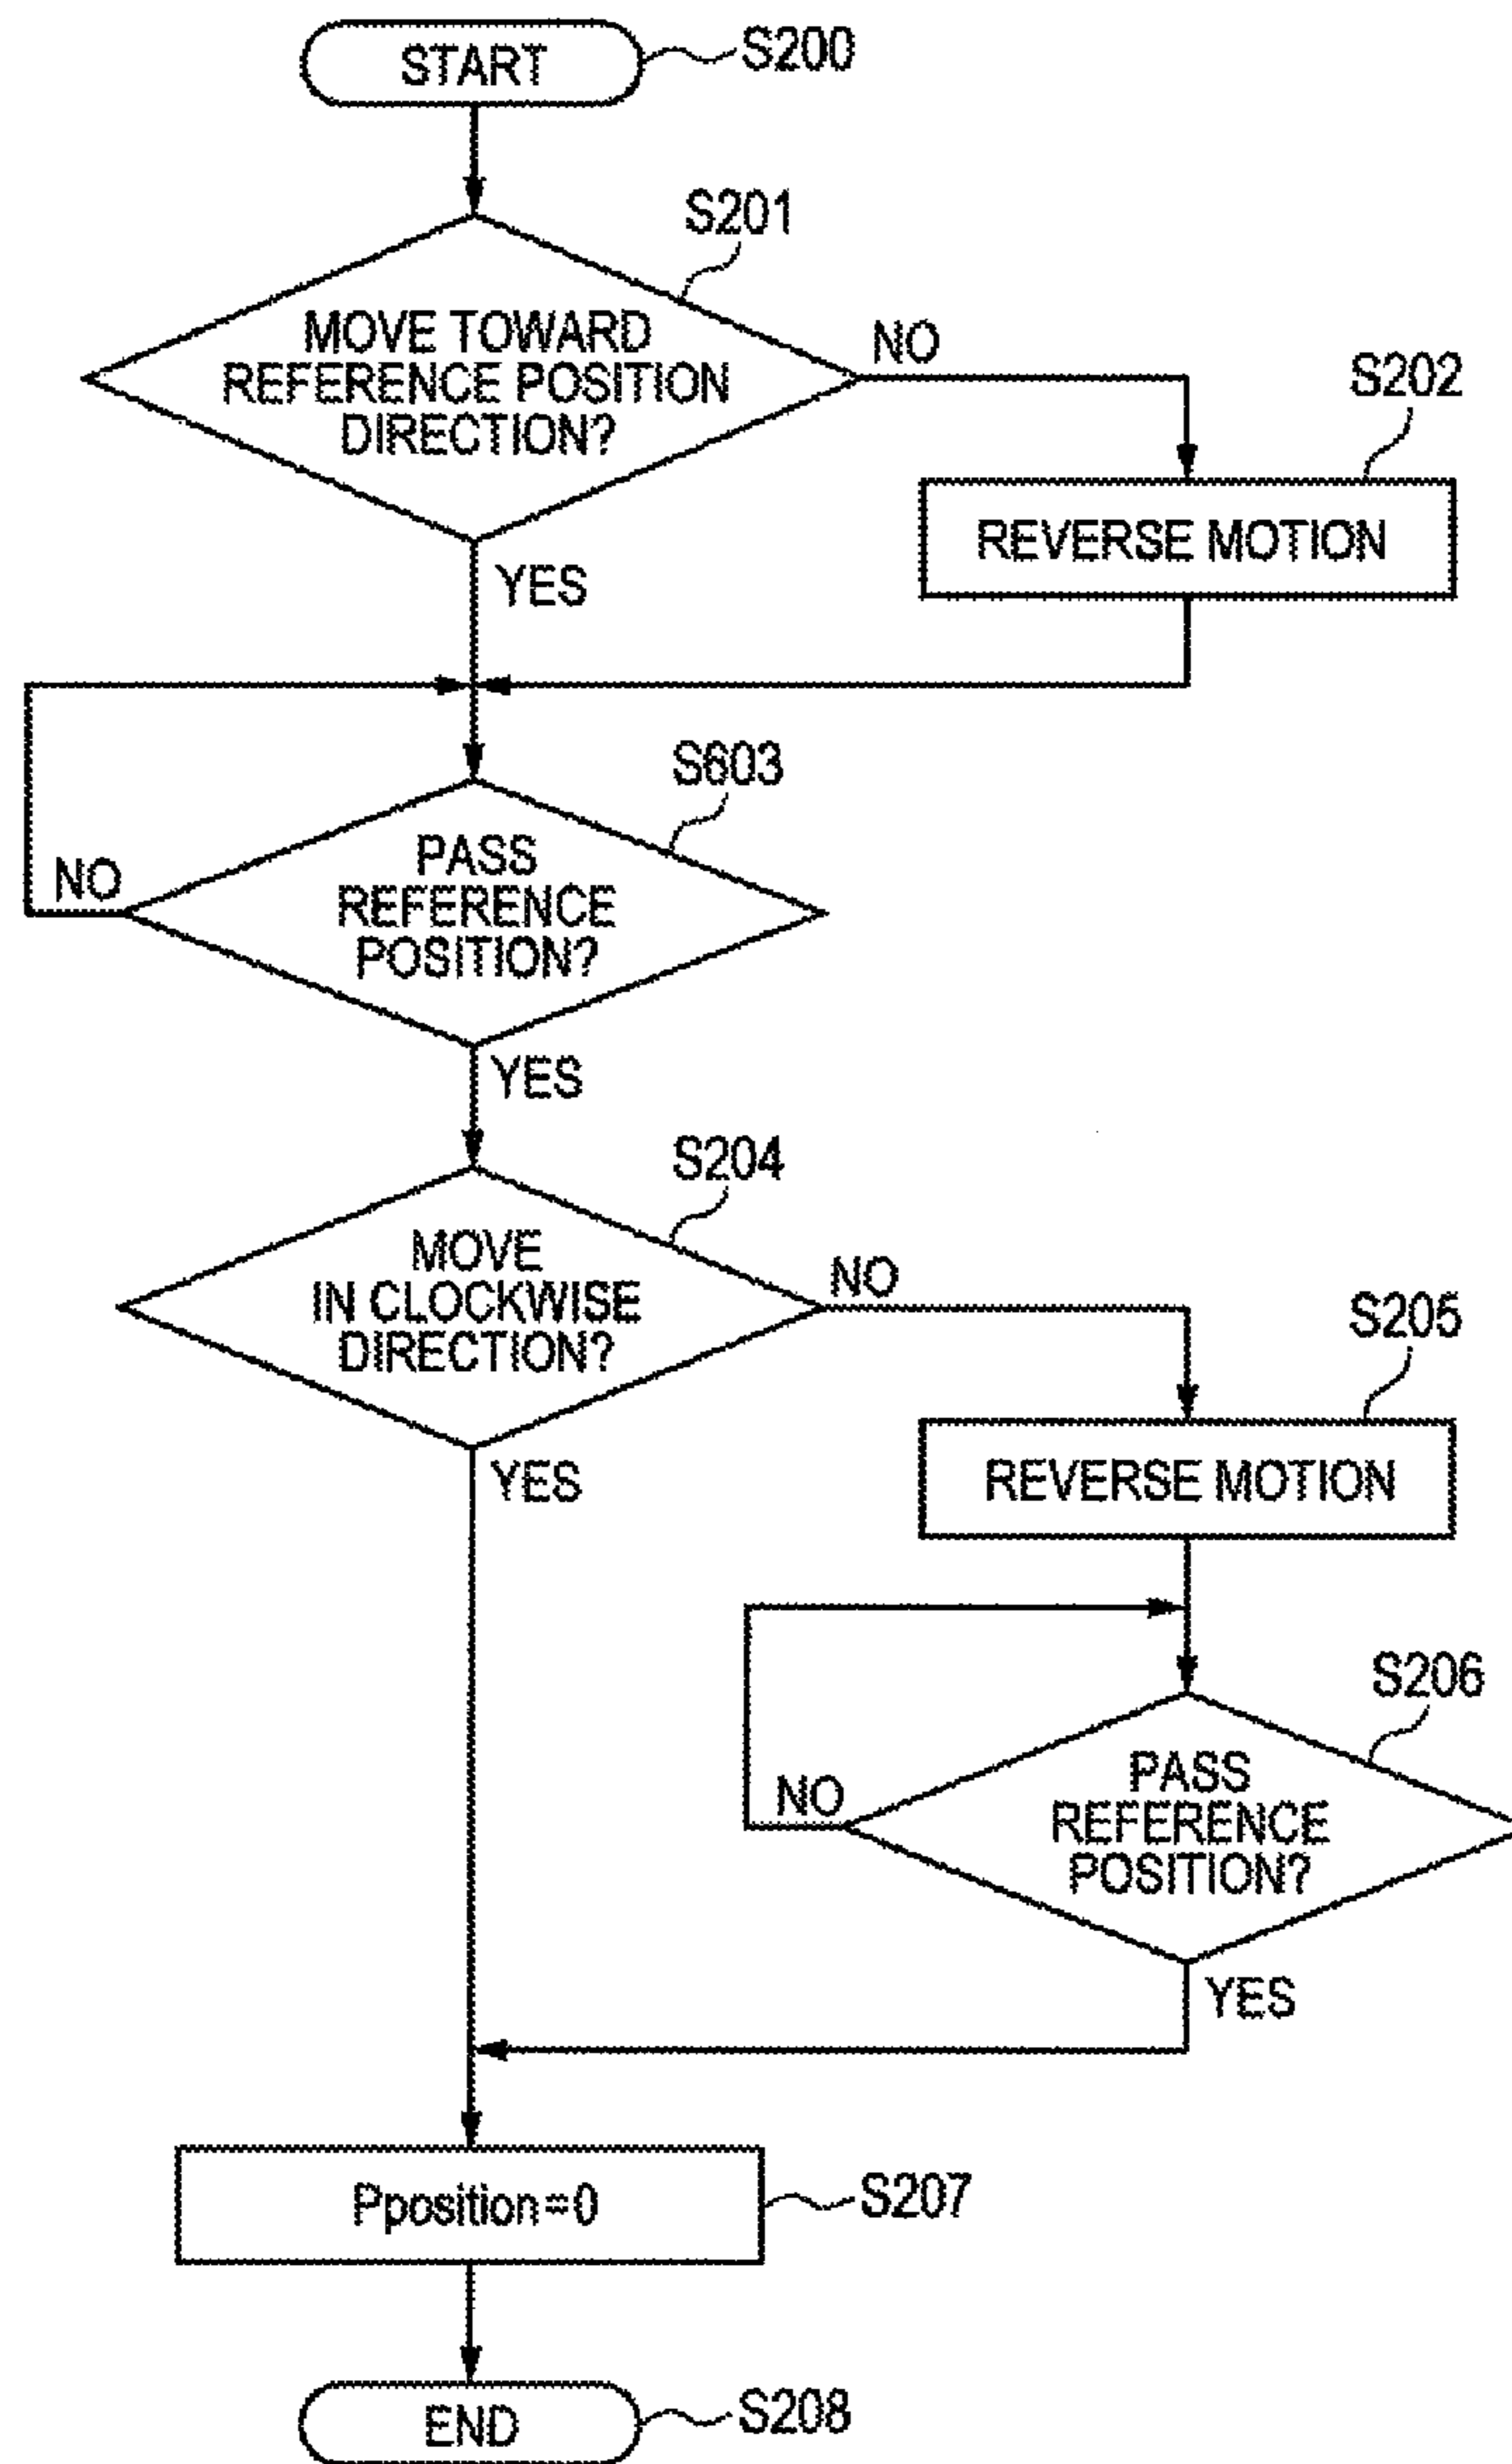 START
S200
S201
MOVE TOWARD
REFERENCE POSITION
DIRECTION?
NO
S202
REVERSE MOTION
YES
S603
PASS
REFERENCE
POSITION?
NO
YES
S204
MOVE
IN CLOCKWISE
DIRECTION?
NO
S205
REVERSE MOTION
YES
S206
PASS
REFERENCE
POSITION?
NO
YES
Pposition=0
S207
END
S208